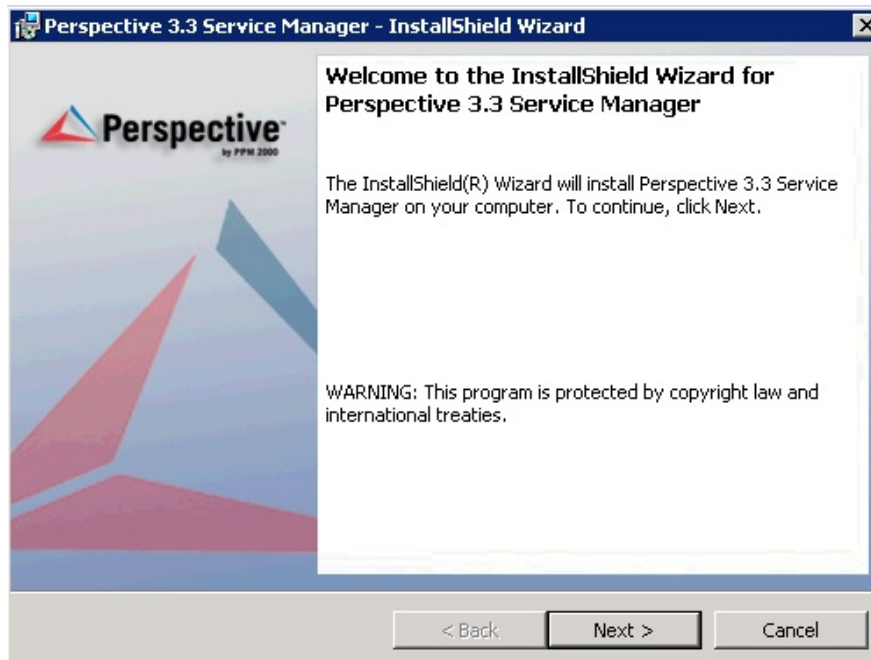 Perspective 3.3 Service Manager - InstallShield Wizard
Welcome to the InstallShield Wizard for
Perspective 3.3 Service Manager
Perspective™
by PPM 2000
The InstallShield(R) Wizard will install Perspective 3.3 Service
Manager on your computer. To continue, click Next.
WARNING: This program is protected by copyright law and
international treaties.
< Back
Next >
Cancel